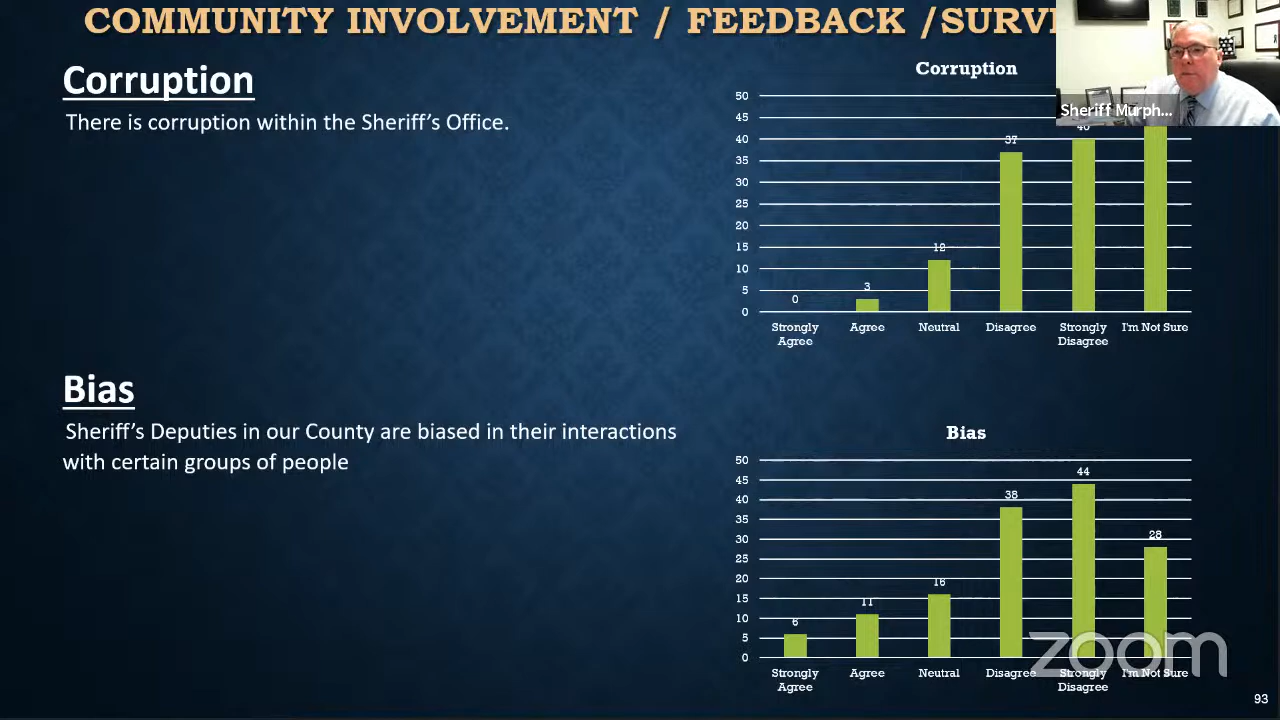 COMMUNITY INVOLVEMENT / FEEDBACK /SURV
Corruption
There is corruption within the Sheriff's Office.
Corruption
50
45
40
35
30
25
20
15
10
5
0
0
3
12
37
40
Strongly Agree
Agree
Neutral
Disagree
Strongly Disagree
I'm Not Sure
Sheriff Murph...
Bias
Sheriff's Deputies in our County are biased in their interactions
with certain groups of people
Bias
50
45
40
35
30
25
20
15
10
5
0
6
11
16
38
44
28
Strongly Agree
Agree
Neutral
Disagree
Strongly Disagree
I'm Not Sure
zoom
93